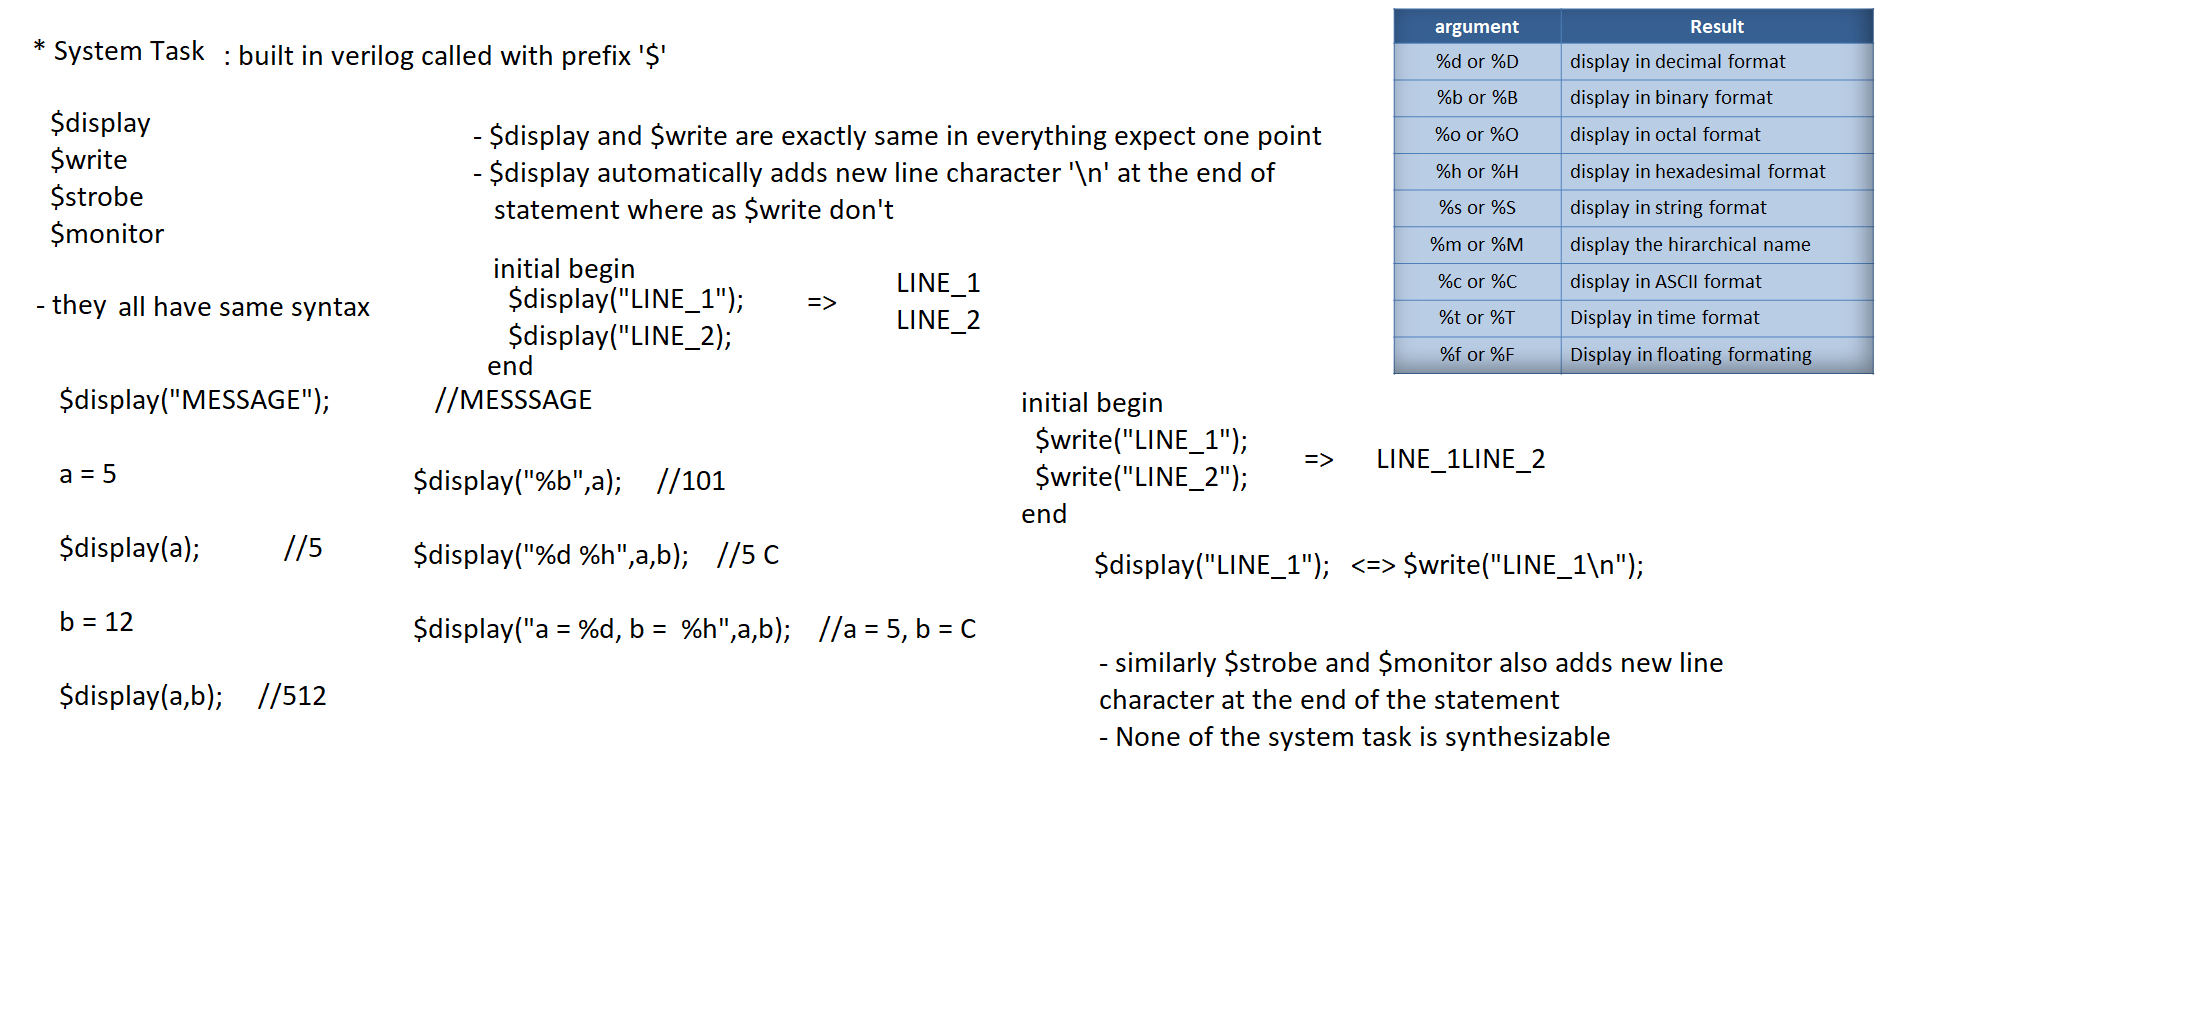 * System Task : built in verilog called with prefix '$'
$display
$write
$strobe
$monitor
- they all have same syntax
$display("MESSAGE"); //MESSSAGE
a = 5
$display(a); //5
b = 12
$display(a,b); //512
$display("%b",a); //101
$display("%d %h",a,b); //5 C
$display("a = %d, b = %h",a,b); //a = 5, b = C
- $display and $write are exactly same in everything expect one point
- $display automatically adds new line character '\n' at the end of
statement where as $write don't
initial begin
$display("LINE_1"); =>
$display("LINE_2);
end
LINE_1
LINE_2
argument Result
%d or %D display in decimal format
%b or %B display in binary format
%o or %O display in octal format
%h or %H display in hexadesimal format
%s or %S display in string format
%m or %M display the hirarchical name
%c or %C display in ASCII format
%t or %T Display in time format
%f or %F Display in floating formating
initial begin
$write("LINE_1");
$write("LINE_2");
end
=> LINE_1LINE_2
$display("LINE_1"); <=> $write("LINE_1\n");
- similarly $strobe and $monitor also adds new line
character at the end of the statement
- None of the system task is synthesizable